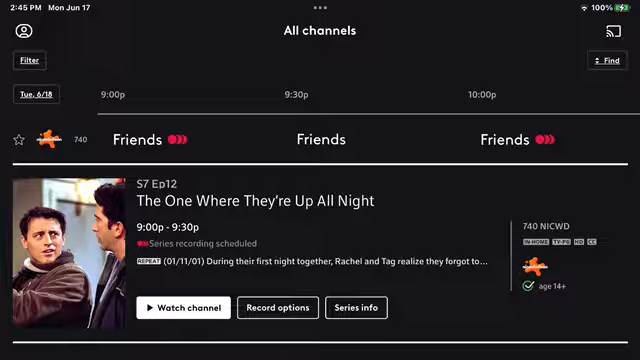 2:45 PM Mon Jun 17
100%
All channels
Filter
Find
Tue, 6/18
9:00p
9:30p
10:00p
740
Friends
Friends
Friends
S7 Ep12
The One Where They're Up All Night
9:00p - 9:30p
Series recording scheduled
REPEAT (01/11/01) During their first night together, Rachel and Tag realize they forgot to...
740 NICWD
IN-HOME TV-PG HD CC
age 14+
Watch channel
Record options
Series info